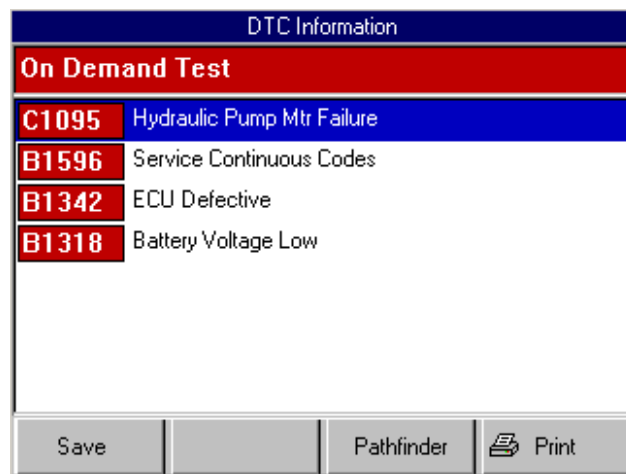 DTC Information
On Demand Test
C1095 Hydraulic Pump Mtr Failure
B1596 Service Continuous Codes
B1342 ECU Defective
B1318 Battery Voltage Low
Save Pathfinder Print